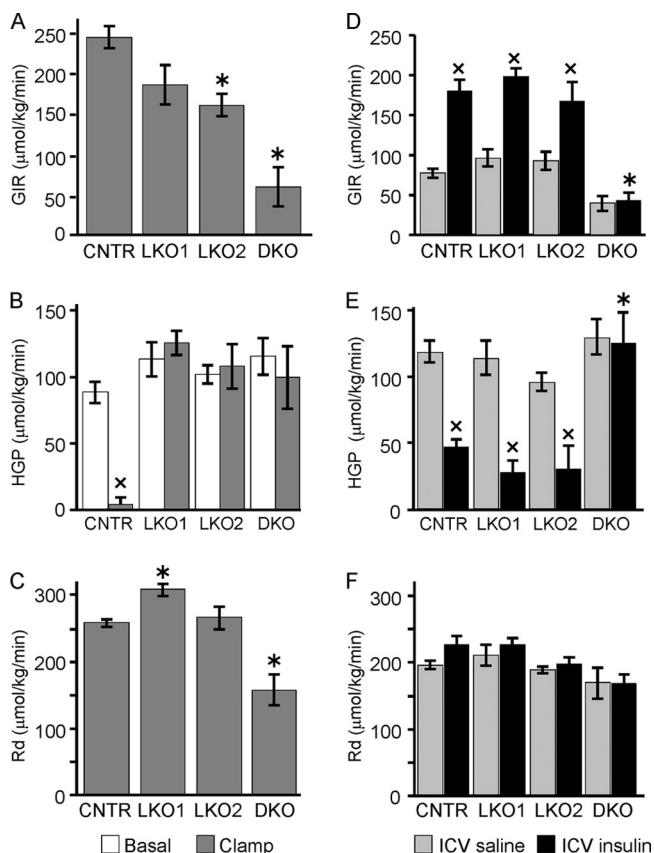 A
GIR (μmol/kg/min)
250
200
150
100
50
0
*
*
CNTR LKO1 LKO2 DKO
B
HGP (μmol/kg/min)
150
100
50
0
×
CNTR LKO1 LKO2 DKO
C
Rd (μmol/kg/min)
300
200
100
0
*
*
CNTR LKO1 LKO2 DKO
Basal Clamp
D
GIR (μmol/kg/min)
250
200
150
100
50
0
× × ×
*
CNTR LKO1 LKO2 DKO
E
HGP (μmol/kg/min)
150
100
50
0
*
× × ×
CNTR LKO1 LKO2 DKO
F
Rd (μmol/kg/min)
300
200
100
0
CNTR LKO1 LKO2 DKO
ICV saline ICV insulin